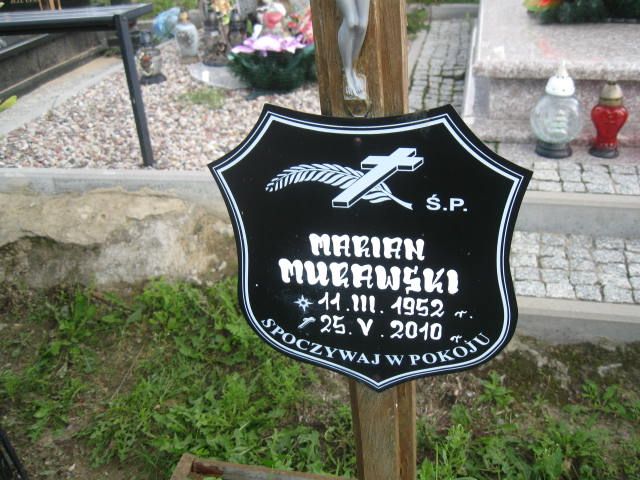 Ś.P.
MARIAN
MURAWSKI
11.III.1952 r.
25.V.2010 r.
SPOCZYWAJ W POKOJU